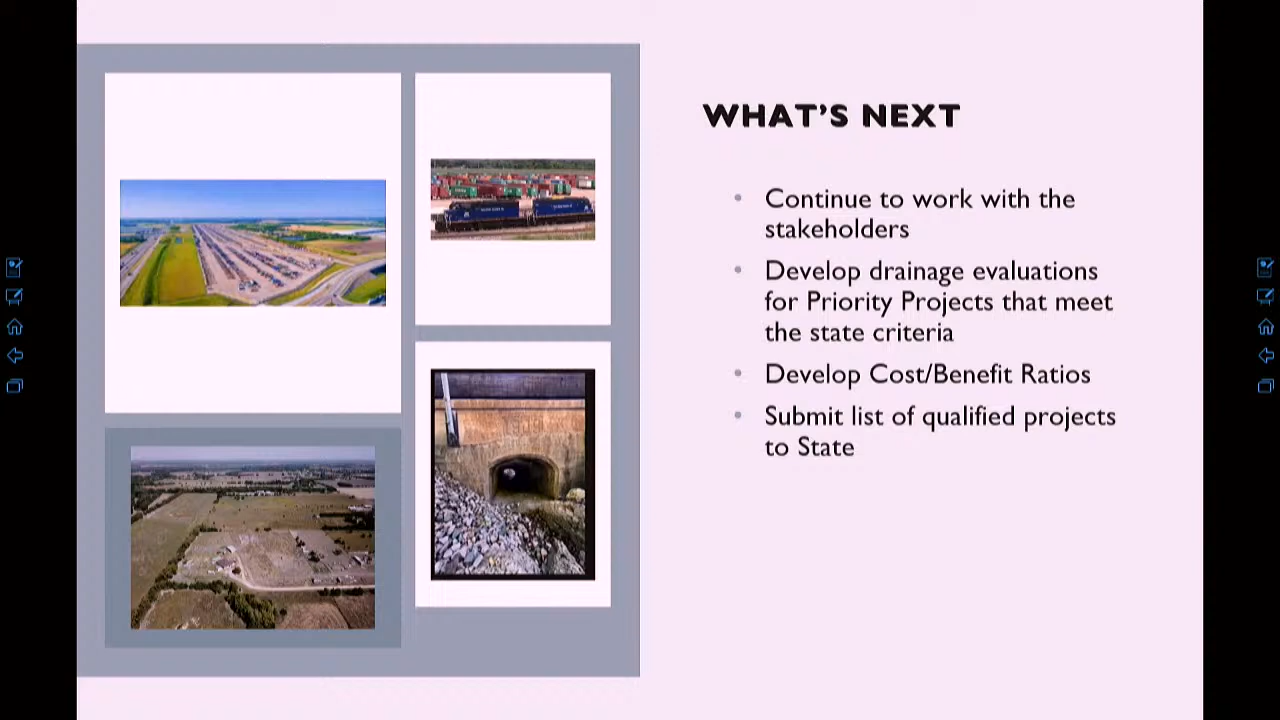 WHAT'S NEXT
• Continue to work with the
stakeholders
• Develop drainage evaluations
for Priority Projects that meet
the state criteria
• Develop Cost/Benefit Ratios
• Submit list of qualified projects
to State